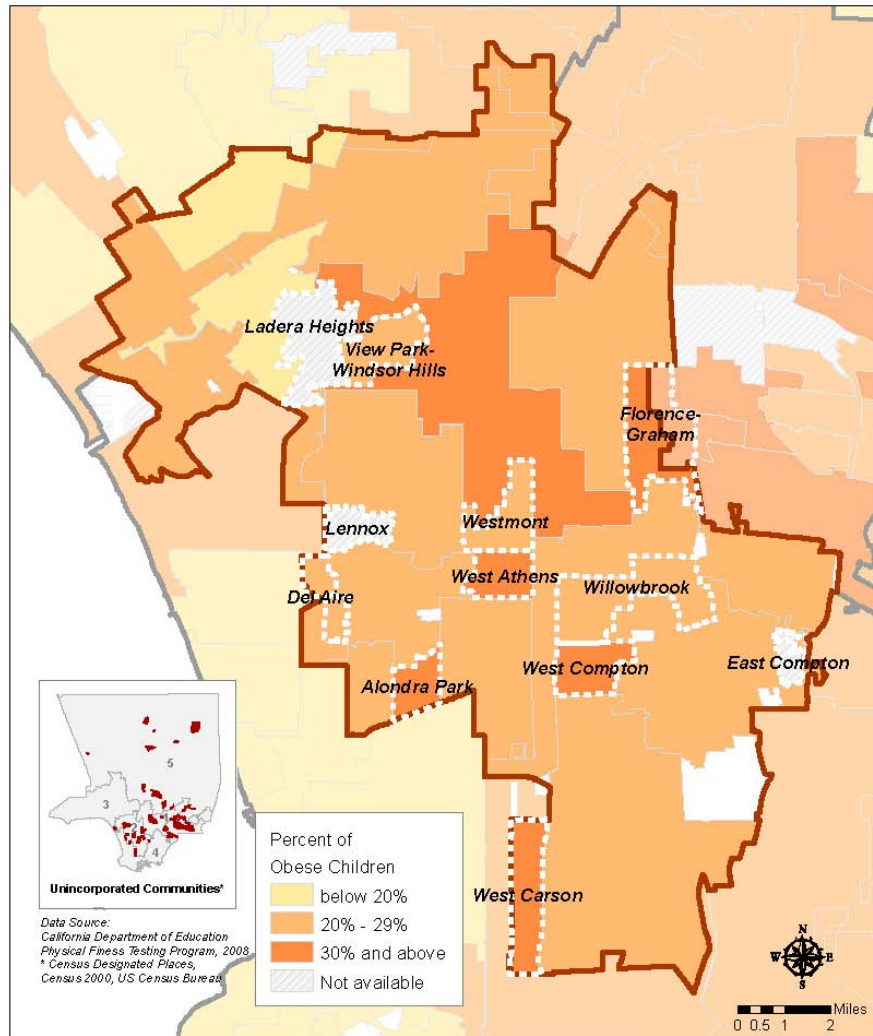 Ladera Heights
View Park-
Windsor Hills
Florence-
Graham
Lennox
Westmont
West Athens
Willowbrook
Del Aire
West Compton
East Compton
Alondra Park
West Carson
5
3
2
4
Unincorporated Communities*
Data Source:
California Department of Education
Physical Finess Testing Program, 2008
* Census Designated Places,
Census 2000, US Census Bureau
Percent of
Obese Children
below 20%
20% - 29%
30% and above
Not available
N
W
E
S
Miles
0 0.5 1 2